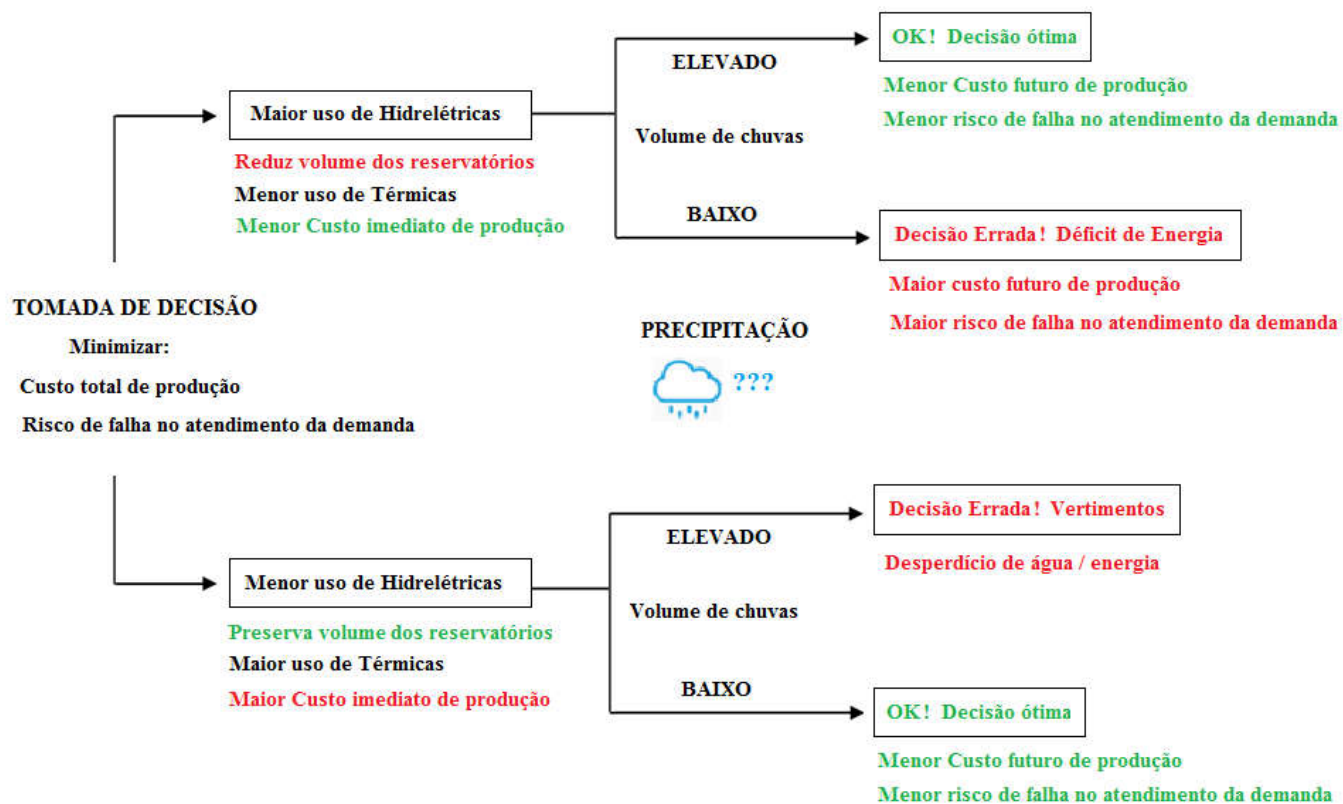 OK! Decisão ótima
ELEVADO
Menor Custo futuro de produção
Maior uso de Hidrelétricas
Menor risco de falha no atendimento da demanda
Volume de chuvas
Reduz volume dos reservatórios
Menor uso de Térmicas
BAIXO
Menor Custo imediato de produção
Decisão Errada! Déficit de Energia
Maior custo futuro de produção
TOMADA DE DECISÃO
Maior risco de falha no atendimento da demanda
PRECIPITAÇÃO
Minimizar:
???
Custo total de produção
Risco de falha no atendimento da demanda
Decisão Errada! Vertimentos
ELEVADO
Desperdício de água / energia
Menor uso de Hidrelétricas
Volume de chuvas
Preserva volume dos reservatórios
Maior uso de Térmicas
BAIXO
Maior Custo imediato de produção
OK! Decisão ótima
Menor Custo futuro de produção
Menor risco de falha no atendimento da demanda